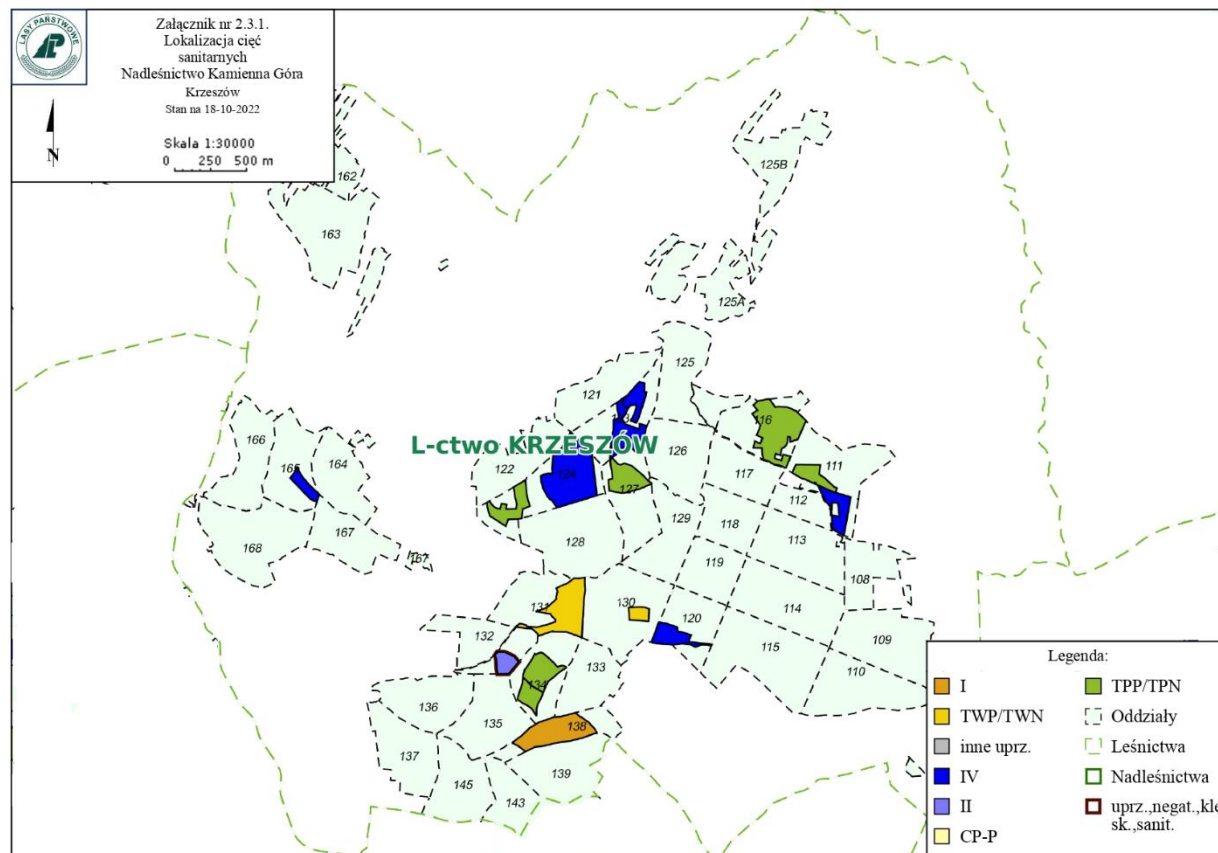 LASY PAŃSTWOWE
Załącznik nr 2.3.1.
Lokalizacja cięć
sanitarnych
Nadleśnictwo Kamienna Góra
Krzeszów
Stan na 18-10-2022
N
Skala 1:30000
0 250 500 m
162
163
125B
125A
125
121
116
166
L-ctwo KRZESZÓW
126
111
164
122
117
124
127
112
129
118
167
113
168
128
167
119
108
131
130
114
120
132
109
133
115
110
134
136
135
138
137
139
145
143
Legenda:
I
TPP/TPN
TWP/TWN
Oddziały
inne uprz.
Leśnictwa
IV
Nadleśnictwa
II
uprz.,negat.,klę
sk.,sanit.
CP-P